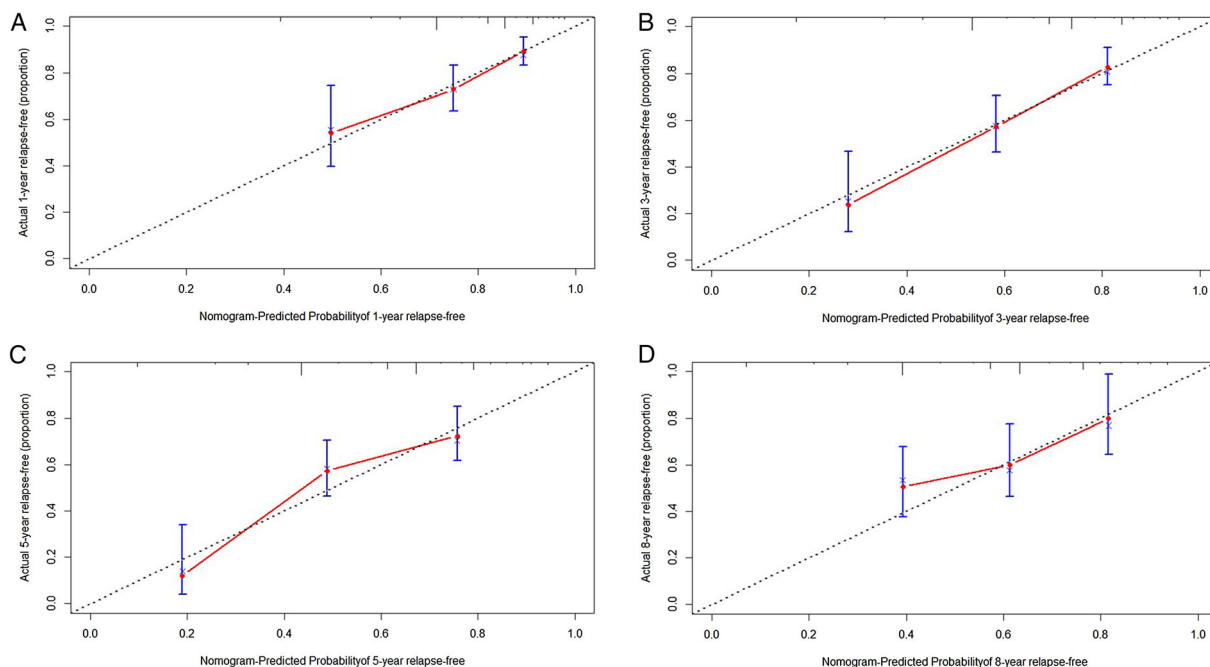 A
Actual 1-year relapse-free (proportion)
1.0
0.8
0.6
0.4
0.2
0.0
0.0 0.2 0.4 0.6 0.8 1.0
Nomogram-Predicted Probabilityof 1-year relapse-free
B
Actual 3-year relapse-free (proportion)
1.0
0.8
0.6
0.4
0.2
0.0
0.0 0.2 0.4 0.6 0.8 1.0
Nomogram-Predicted Probabilityof 3-year relapse-free
C
Actual 5-year relapse-free (proportion)
1.0
0.8
0.6
0.4
0.2
0.0
0.0 0.2 0.4 0.6 0.8 1.0
Nomogram-Predicted Probabilityof 5-year relapse-free
D
Actual 8-year relapse-free (proportion)
1.0
0.8
0.6
0.4
0.2
0.0
0.0 0.2 0.4 0.6 0.8 1.0
Nomogram-Predicted Probabilityof 8-year relapse-free